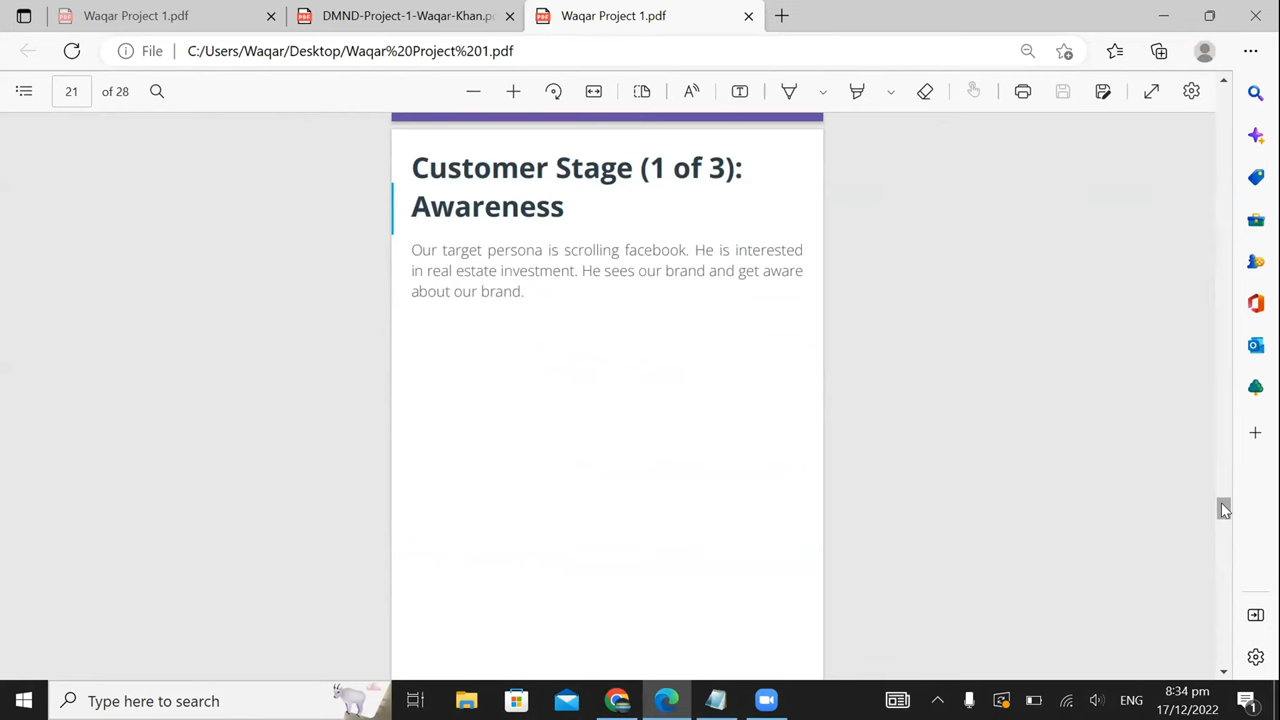 Waqar Project 1.pdf
DMND-Project-1-Waqar-Khan.p
Waqar Project 1.pdf
File
C:/Users/Waqar/Desktop/Waqar%20Project%201.pdf
21 of 28
Customer Stage (1 of 3):
Awareness
Our target persona is scrolling facebook. He is interested
in real estate investment. He sees our brand and get aware
about our brand.
Type here to search
ENG
8:34 pm
17/12/2022
1